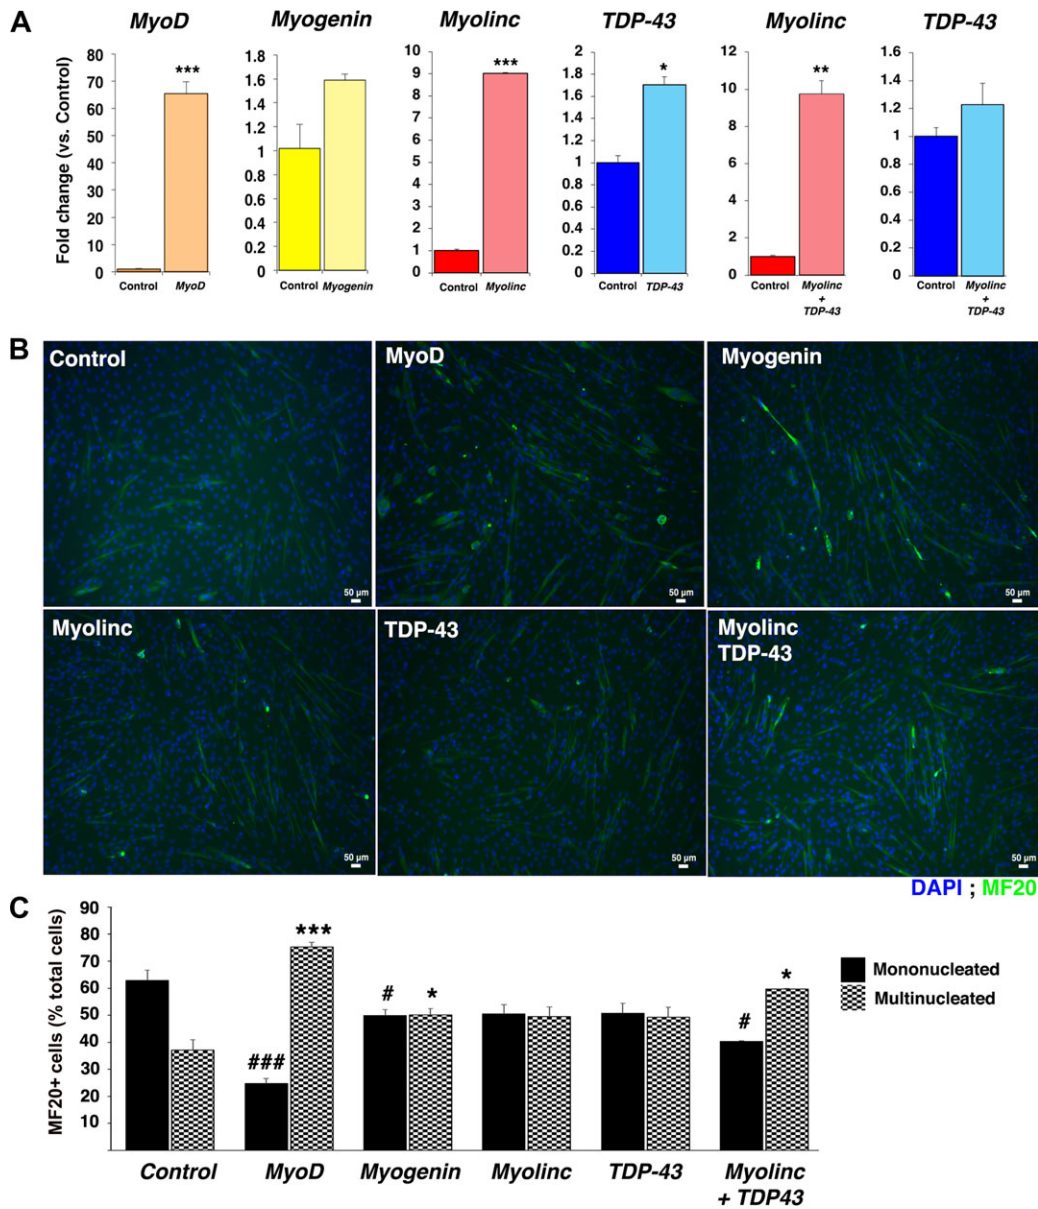 A
MyoD
Myogenin
Myolinc
TDP-43
Myolinc
TDP-43
Fold change (vs. Control)
80
70
60
50
40
30
20
10
0
Control MyoD
1.8
1.6
1.4
1.2
1
0.8
0.6
0.4
0.2
0
Control Myogenin
10
9
8
7
6
5
4
3
2
1
0
Control Myolinc
2
1.8
1.6
1.4
1.2
1
0.8
0.6
0.4
0.2
0
Control TDP-43
12
10
8
6
4
2
0
Control Myolinc
+
TDP-43
1.6
1.4
1.2
1
0.8
0.6
0.4
0.2
0
Control Myolinc
+
TDP-43
***
***
*
**
B
Control
50 µm
MyoD
50 µm
Myogenin
50 µm
Myolinc
50 µm
TDP-43
50 µm
Myolinc
TDP-43
50 µm
DAPI ; MF20
C
MF20+ cells (% total cells)
90
80
70
60
50
40
30
20
10
###
***
#
*
#
*
Mononucleated
Multinucleated
Control
MyoD
Myogenin
Myolinc
TDP-43
Myolinc
+ TDP43